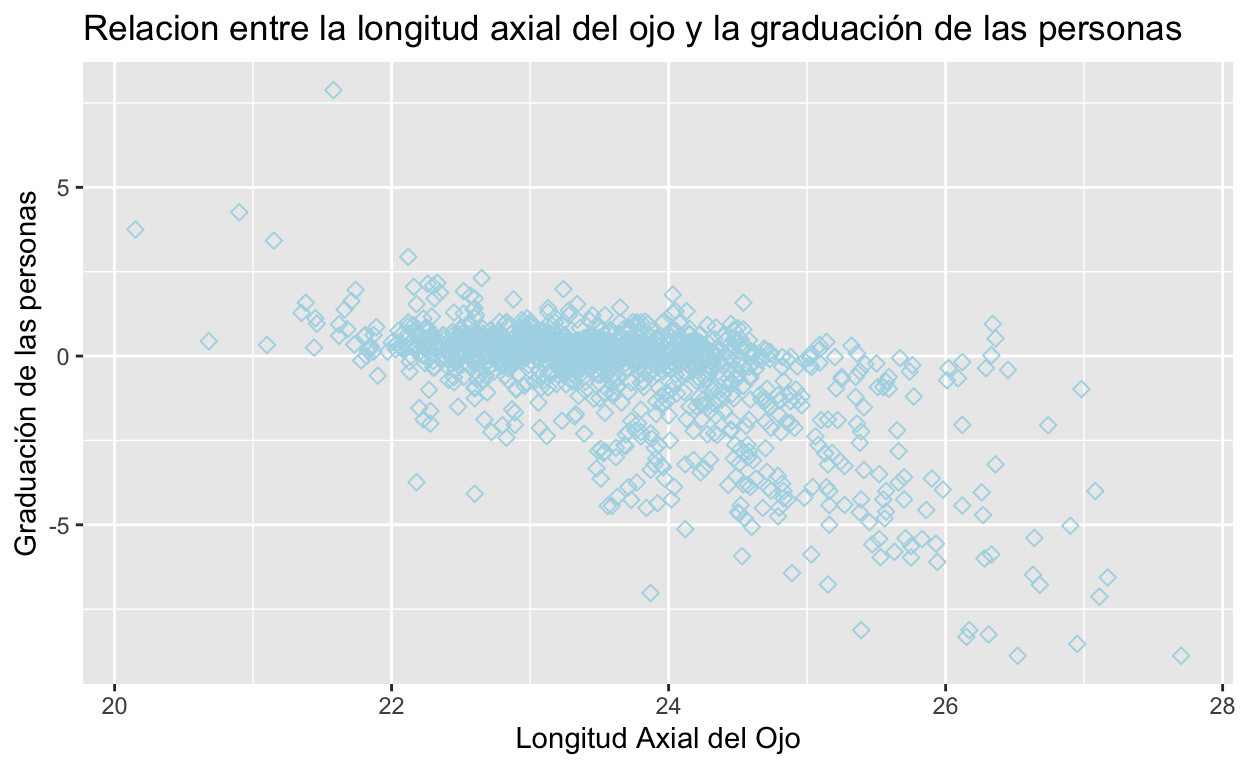 Relacion entre la longitud axial del ojo y la graduación de las personas
Graduación de las personas
5
0
-5
20
22
24
26
28
Longitud Axial del Ojo